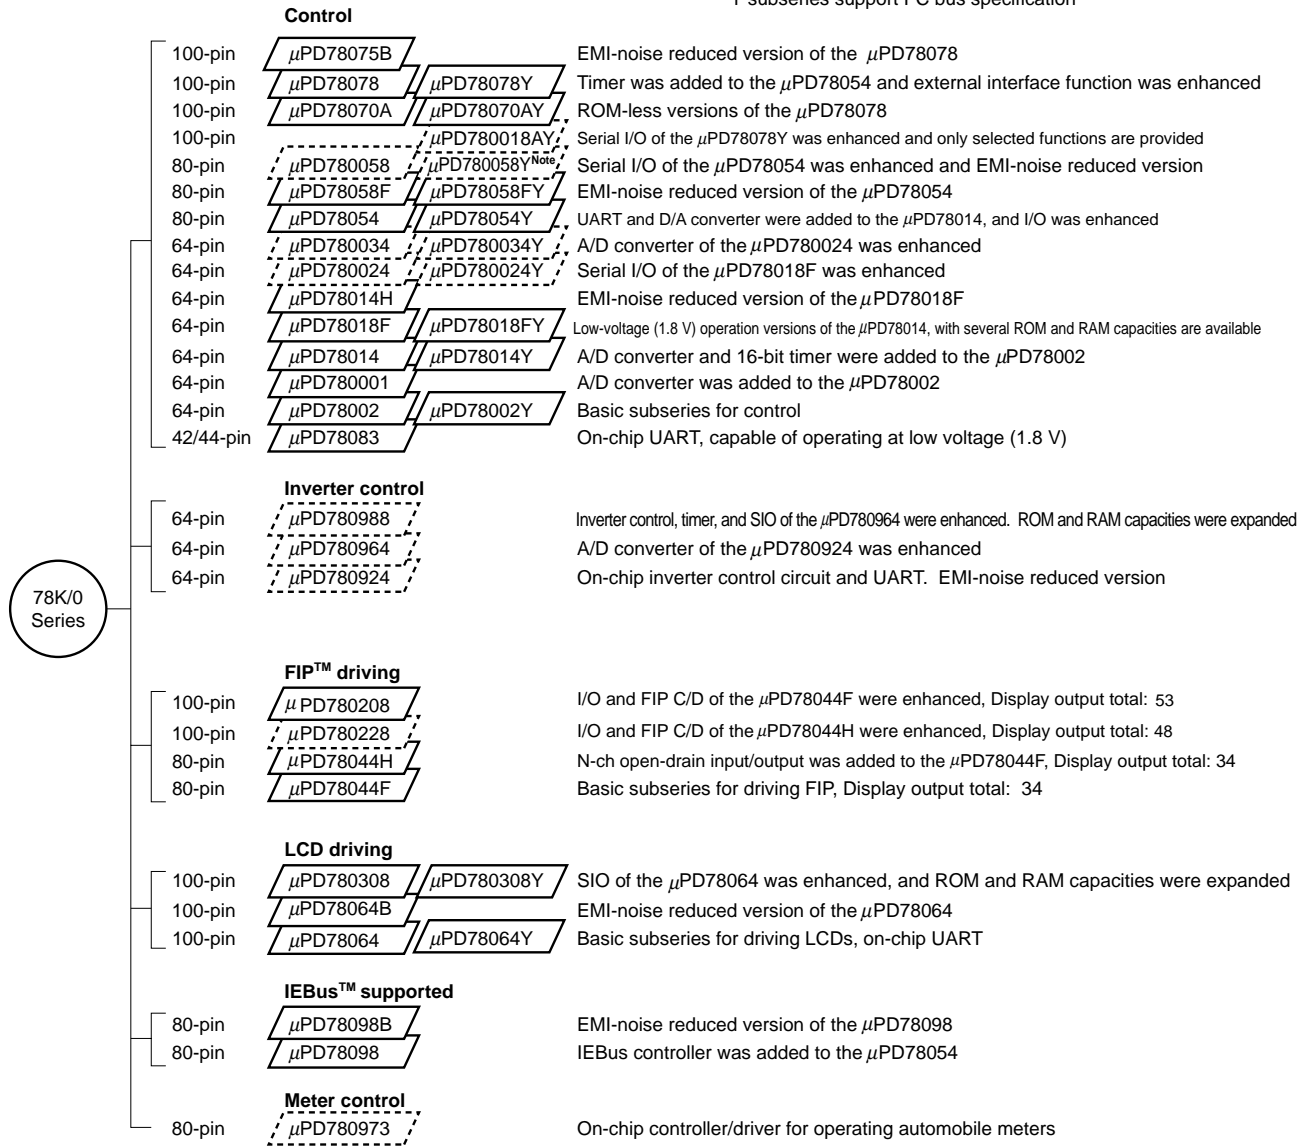 Y subseries support I²C bus specification
Control
100-pin μPD78075B EMI-noise reduced version of the μPD78078
100-pin μPD78078 μPD78078Y Timer was added to the μPD78054 and external interface function was enhanced
100-pin μPD78070A μPD78070AY ROM-less versions of the μPD78078
100-pin μPD780018AY Serial I/O of the μPD78078Y was enhanced and only selected functions are provided
80-pin μPD780058 μPD780058YNote Serial I/O of the μPD78054 was enhanced and EMI-noise reduced version
80-pin μPD78058F μPD78058FY EMI-noise reduced version of the μPD78054
80-pin μPD78054 μPD78054Y UART and D/A converter were added to the μPD78014, and I/O was enhanced
64-pin μPD780034 μPD780034Y A/D converter of the μPD780024 was enhanced
64-pin μPD780024 μPD780024Y Serial I/O of the μPD78018F was enhanced
64-pin μPD78014H EMI-noise reduced version of the μPD78018F
64-pin μPD78018F μPD78018FY Low-voltage (1.8 V) operation versions of the μPD78014, with several ROM and RAM capacities are available
64-pin μPD78014 μPD78014Y A/D converter and 16-bit timer were added to the μPD78002
64-pin μPD780001 A/D converter was added to the μPD78002
64-pin μPD78002 μPD78002Y Basic subseries for control
42/44-pin μPD78083 On-chip UART, capable of operating at low voltage (1.8 V)
Inverter control
64-pin μPD780988 Inverter control, timer, and SIO of the μPD780964 were enhanced. ROM and RAM capacities were expanded
64-pin μPD780964 A/D converter of the μPD780924 was enhanced
64-pin μPD780924 On-chip inverter control circuit and UART. EMI-noise reduced version
78K/0
Series
FIP™ driving
100-pin μPD780208 I/O and FIP C/D of the μPD78044F were enhanced, Display output total: 53
100-pin μPD780228 I/O and FIP C/D of the μPD78044H were enhanced, Display output total: 48
80-pin μPD78044H N-ch open-drain input/output was added to the μPD78044F, Display output total: 34
80-pin μPD78044F Basic subseries for driving FIP, Display output total: 34
LCD driving
100-pin μPD780308 μPD780308Y SIO of the μPD78064 was enhanced, and ROM and RAM capacities were expanded
100-pin μPD78064B EMI-noise reduced version of the μPD78064
100-pin μPD78064 μPD78064Y Basic subseries for driving LCDs, on-chip UART
IEBus™ supported
80-pin μPD78098B EMI-noise reduced version of the μPD78098
80-pin μPD78098 IEBus controller was added to the μPD78054
Meter control
80-pin μPD780973 On-chip controller/driver for operating automobile meters